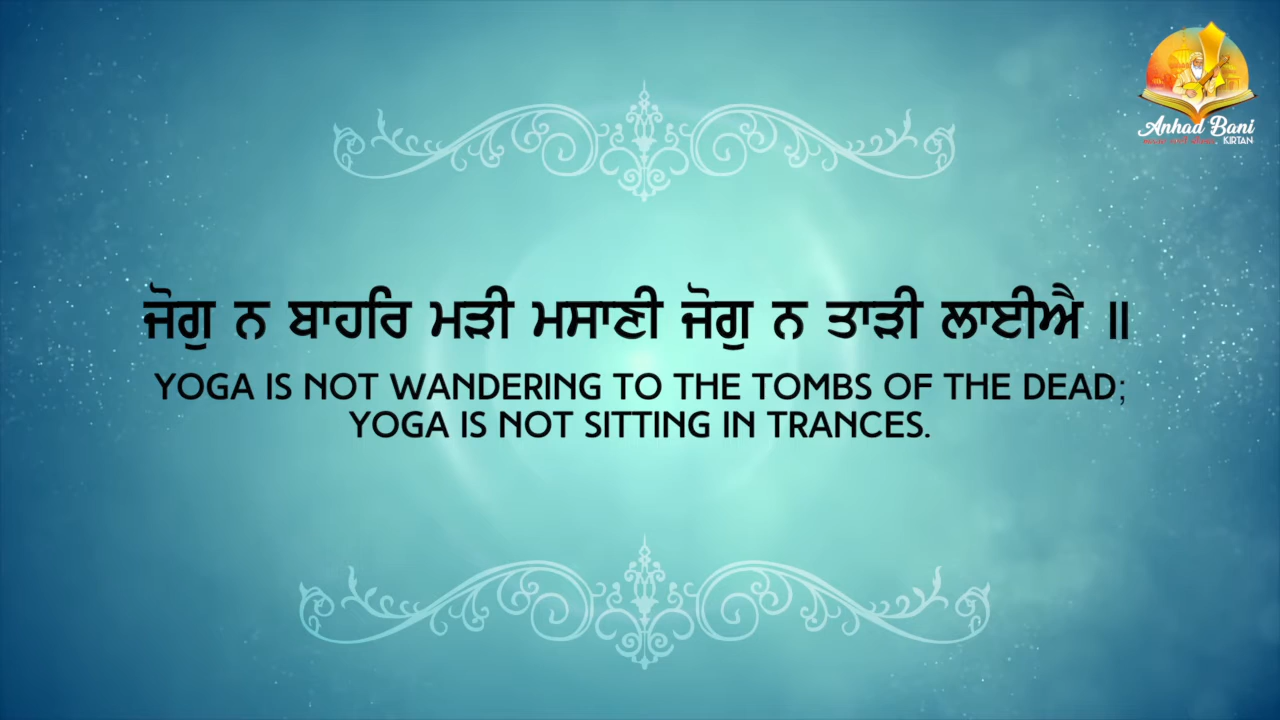 Anhad Bani
KIRTAN
ਜੋਗੁ ਨ ਬਾਹਰਿ ਮੜੀ ਮਸਾਣੀ ਜੋਗੁ ਨ ਤਾੜੀ ਲਾਈਐ ॥
YOGA IS NOT WANDERING TO THE TOMBS OF THE DEAD;
YOGA IS NOT SITTING IN TRANCES.